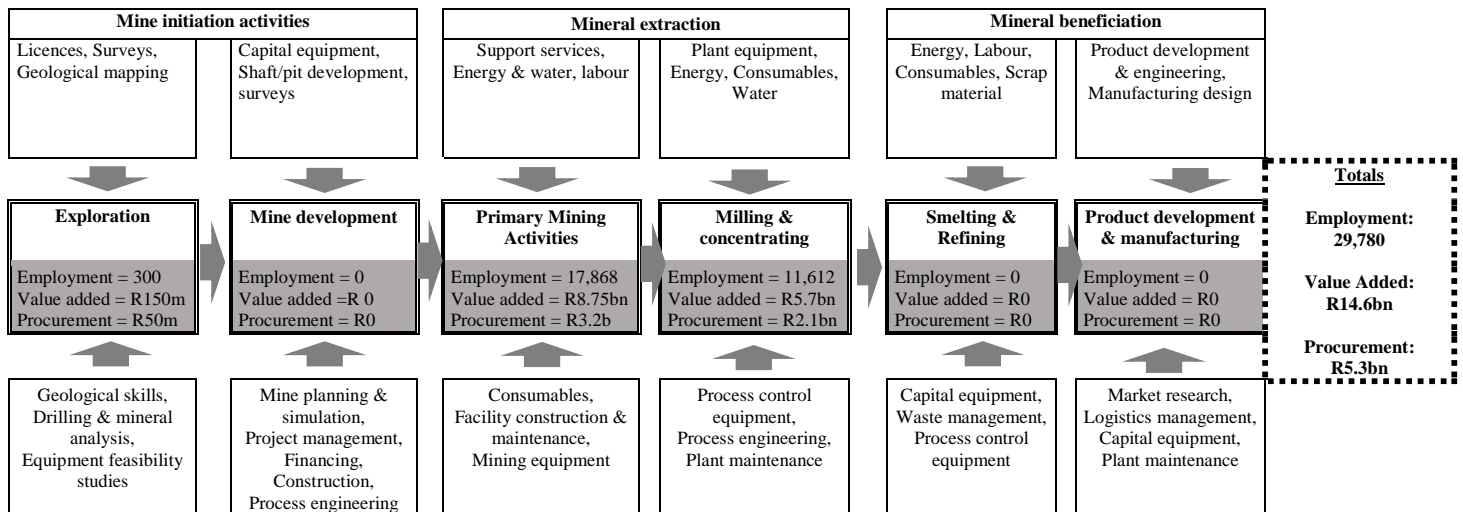 Mine initiation activities
Licences, Surveys,
Geological mapping
Capital equipment,
Shaft/pit development,
surveys
Mineral extraction
Support services,
Energy & water, labour
Plant equipment,
Energy, Consumables,
Water
Mineral beneficiation
Energy, Labour,
Consumables, Scrap
material
Product development
& engineering,
Manufacturing design
Exploration
Employment = 300
Value added = R150m
Procurement = R50m
Mine development
Employment = 0
Value added =R 0
Procurement = R0
Primary Mining
Activities
Employment = 17,868
Value added = R8.75bn
Procurement = R3.2b
Milling &
concentrating
Employment = 11,612
Value added = R5.7bn
Procurement = R2.1bn
Smelting &
Refining
Employment = 0
Value added = R0
Procurement = R0
Product development
& manufacturing
Employment = 0
Value added = R0
Procurement = R0
Totals
Employment:
29,780
Value Added:
R14.6bn
Procurement:
R5.3bn
Geological skills,
Drilling & mineral
analysis,
Equipment feasibility
studies
Mine planning &
simulation,
Project management,
Financing,
Construction,
Process engineering
Consumables,
Facility construction &
maintenance,
Mining equipment
Process control
equipment,
Process engineering,
Plant maintenance
Capital equipment,
Waste management,
Process control
equipment
Market research,
Logistics management,
Capital equipment,
Plant maintenance